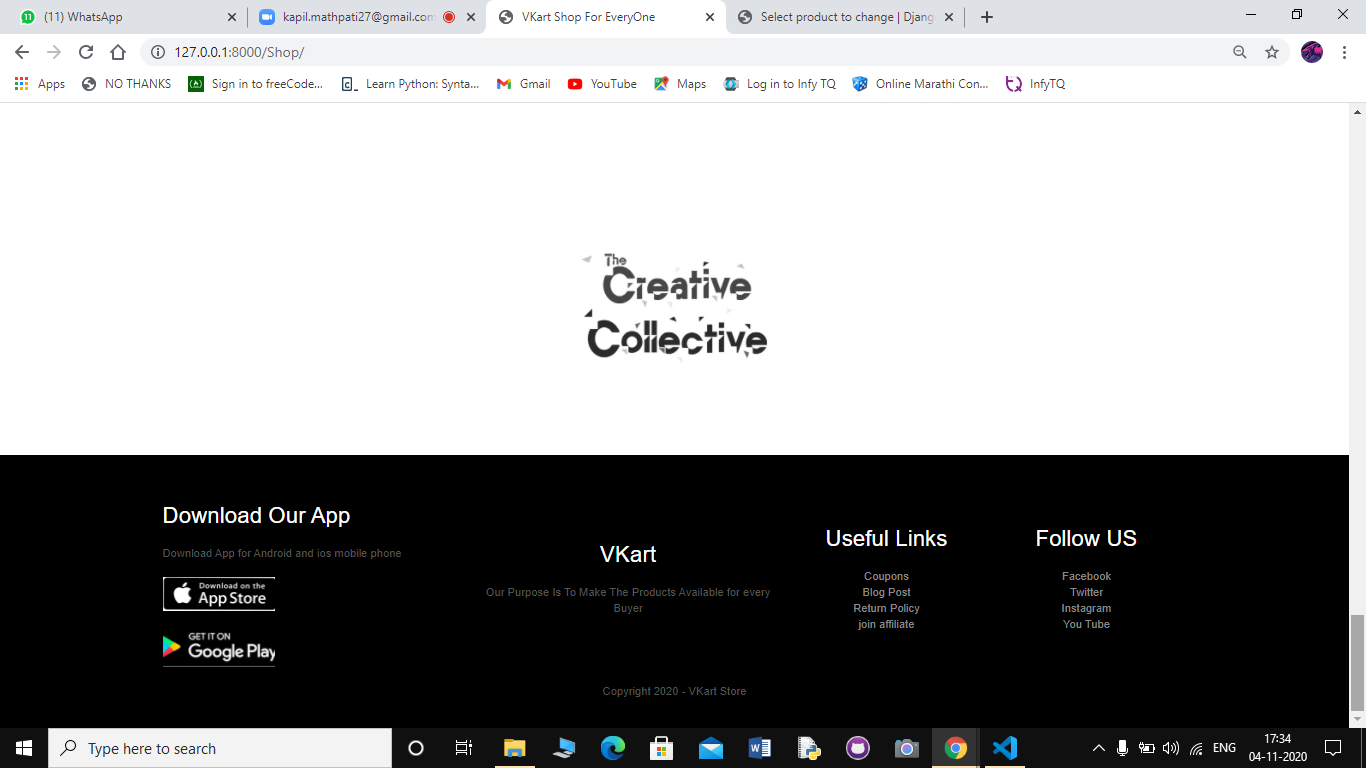 11
(11) WhatsApp
kapil.mathpati27@gmail.com
VKart Shop For EveryOne
Select product to change | Djang
127.0.0.1:8000/Shop/
Apps
NO THANKS
Sign in to freeCode...
Learn Python: Synta...
Gmail
YouTube
Maps
Log in to Infy TQ
Online Marathi Con...
InfyTQ
The
Creative
Collective
Download Our App
Download App for Android and ios mobile phone
Download on the
App Store
GET IT ON
Google Play
VKart
Our Purpose Is To Make The Products Available for every
Buyer
Useful Links
Coupons
Blog Post
Return Policy
join affiliate
Follow US
Facebook
Twitter
Instagram
You Tube
Copyright 2020 - VKart Store
Type here to search
ENG
17:34
04-11-2020